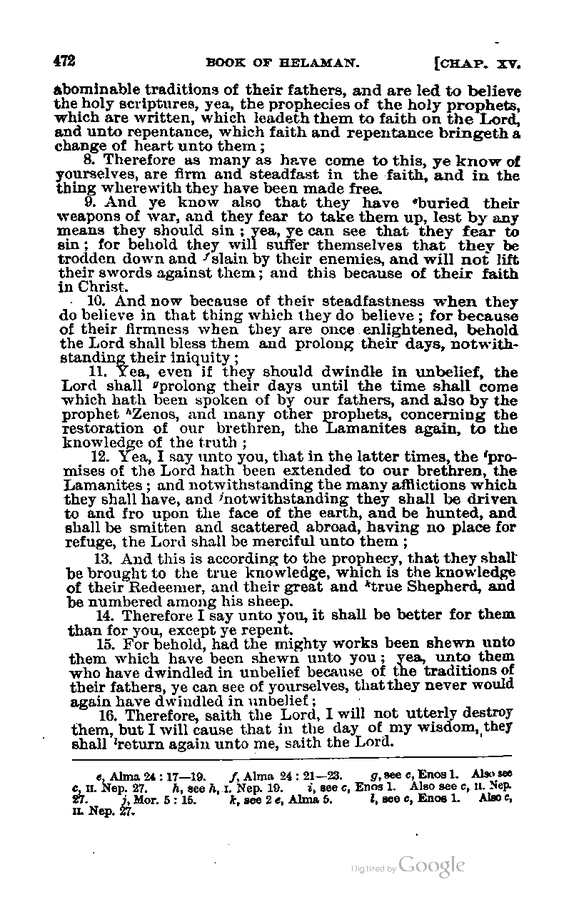 472 BOOK OF HELAMAN. [CHAP. XV.
abominable traditions of their fathers, and are led to believe
the holy scriptures, yea, the prophecies of the holy prophets,
which are written, which leadeth them to faith on the Lord,
and unto repentance, which faith and repentance bringeth a
change of heart unto them;
8. Therefore as many as have come to this, ye know of
yourselves, are firm and steadfast in the faith, and in the
thing wherewith they have been made free.
9. And ye know also that they have ᵉburied their
weapons of war, and they fear to take them up, lest by any
means they should sin; yea, ye can see that they fear to
sin; for behold they will suffer themselves that they be
trodden down and ᶠslain by their enemies, and will not lift
their swords against them; and this because of their faith
in Christ.
10. And now because of their steadfastness when they
do believe in that thing which they do believe; for because
of their firmness when they are once enlightened, behold
the Lord shall bless them and prolong their days, notwith-
standing their iniquity;
11. Yea, even if they should dwindle in unbelief, the
Lord shall ᵍprolong their days until the time shall come
which hath been spoken of by our fathers, and also by the
prophet ʰZenos, and many other prophets, concerning the
restoration of our brethren, the Lamanites again, to the
knowledge of the truth;
12. Yea, I say unto you, that in the latter times, the ⁱpro-
mises of the Lord hath been extended to our brethren, the
Lamanites; and notwithstanding the many afflictions which
they shall have, and ʲnotwithstanding they shall be driven
to and fro upon the face of the earth, and be hunted, and
shall be smitten and scattered abroad, having no place for
refuge, the Lord shall be merciful unto them;
13. And this is according to the prophecy, that they shall
be brought to the true knowledge, which is the knowledge
of their Redeemer, and their great and ᵏtrue Shepherd, and
be numbered among his sheep.
14. Therefore I say unto you, it shall be better for them
than for you, except ye repent.
15. For behold, had the mighty works been shewn unto
them which have been shewn unto you; yea, unto them
who have dwindled in unbelief because of the traditions of
their fathers, ye can see of yourselves, that they never would
again have dwindled in unbelief;
16. Therefore, saith the Lord, I will not utterly destroy
them, but I will cause that in the day of my wisdom, they
shall ˡreturn again unto me, saith the Lord.
e, Alma 24 : 17—19. f, Alma 24 : 21—23. g, see c, Enos 1. Also see
c, II. Nep. 27. h, see h, I. Nep. 19. i, see c, Enos 1. Also see c, II. Nep.
27. j, Mor. 5 : 15. k, see 2 e, Alma 5. l, see c, Enos 1. Also c,
II. Nep. 27.
Digitized by Google